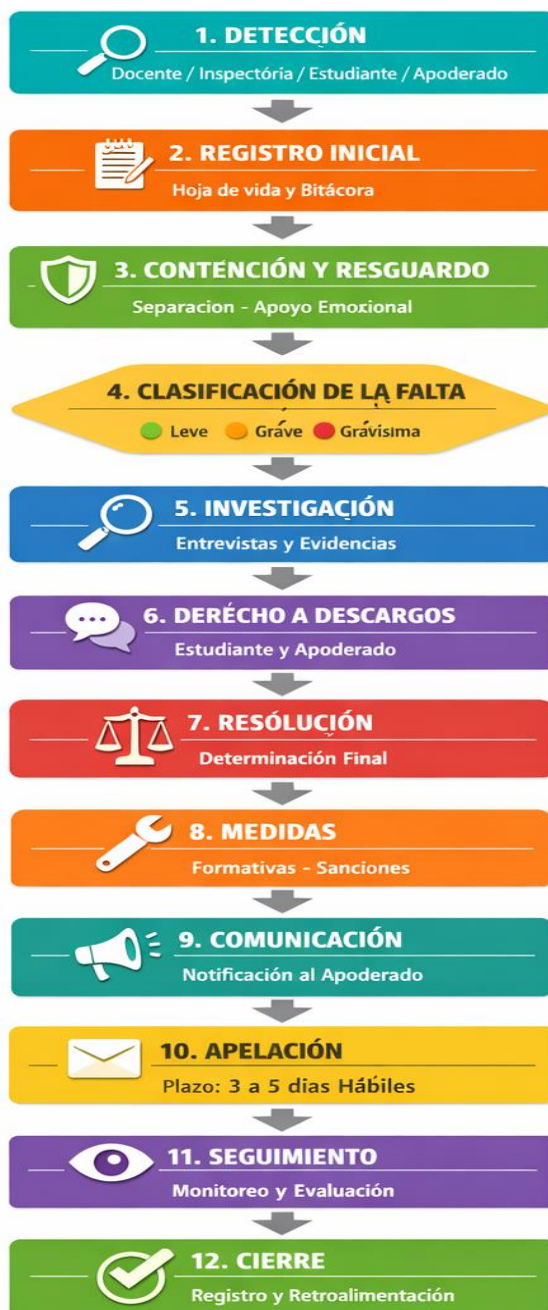 1. DETECCIÓN
Docente / Inspectória / Estudiante / Apoderado
2. REGISTRO INICIAL
Hoja de vida y Bitácora
3. CONTENCIÓN Y RESGUARDO
Separacion - Apoyo Emoxional
4. CLASIFICACIÓN DE LA FALTA
Leve Gráve Grávisima
5. INVESTIGACIÓN
Entrevistas y Evidencias
6. DERÉCHO A DESCARGOS
Estudiante y Apoderado
7. RESÓLUCIÓN
Determinación Final
8. MEDIDAS
Formativas - Sanciones
9. COMUNICACIÓN
Notificación al Apoderado
10. APELACIÓN
Plazo: 3 a 5 dias Hábiles
11. SEGUIMIENTO
Monitoreo y Evaluación
12. CIERRE
Registro y Retroalimentación